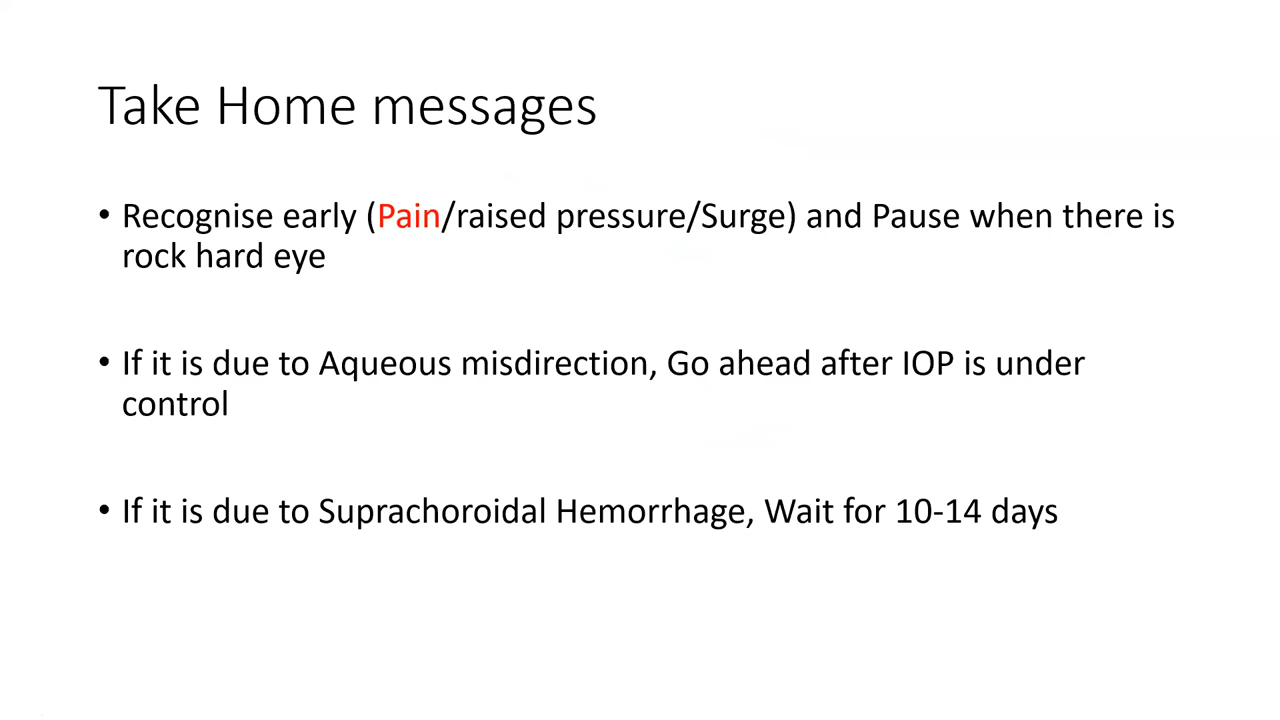 Take Home messages
• Recognise early (Pain/raised pressure/Surge) and Pause when there is
rock hard eye
• If it is due to Aqueous misdirection, Go ahead after IOP is under
control
• If it is due to Suprachoroidal Hemorrhage, Wait for 10-14 days